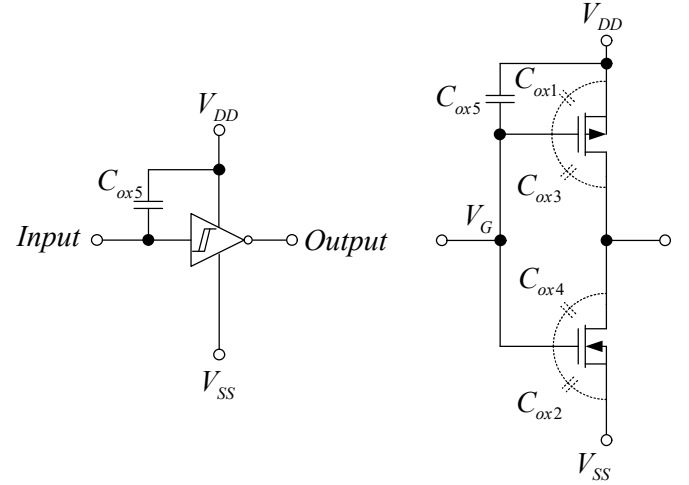 V_DD
C_ox5
Input
Output
V_SS
V_DD
C_ox1
C_ox5
C_ox3
V_G
C_ox4
C_ox2
V_SS